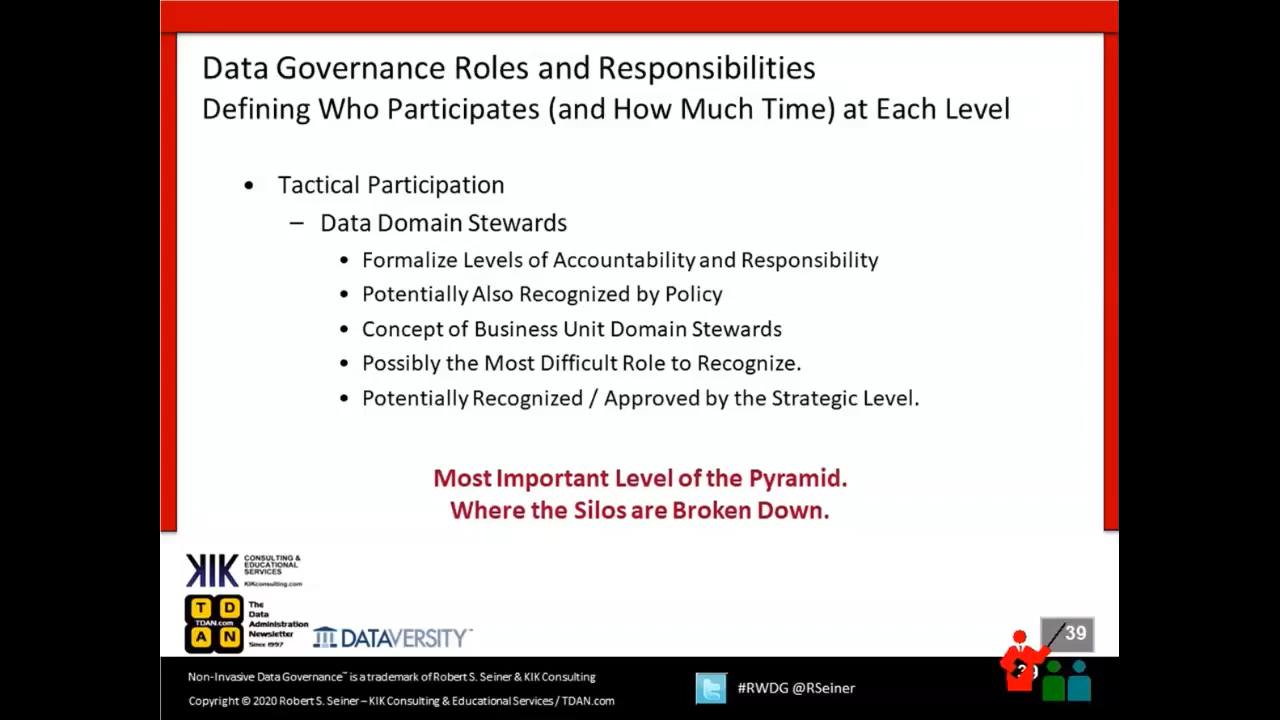 Data Governance Roles and Responsibilities
Defining Who Participates (and How Much Time) at Each Level
• Tactical Participation
– Data Domain Stewards
• Formalize Levels of Accountability and Responsibility
• Potentially Also Recognized by Policy
• Concept of Business Unit Domain Stewards
• Possibly the Most Difficult Role to Recognize.
• Potentially Recognized / Approved by the Strategic Level.
Most Important Level of the Pyramid.
Where the Silos are Broken Down.
KIK
CONSULTING &
EDUCATIONAL
SERVICES
KIKconsulting.com
T D
TDAN.com
A N
The
Data
Administration
Newsletter
Since 1997
DATAVERSITY™
39
39
Non-Invasive Data Governance™ is a trademark of Robert S. Seiner & KIK Consulting
Copyright © 2020 Robert S. Seiner – KIK Consulting & Educational Services / TDAN.com
#RWDG @RSeiner